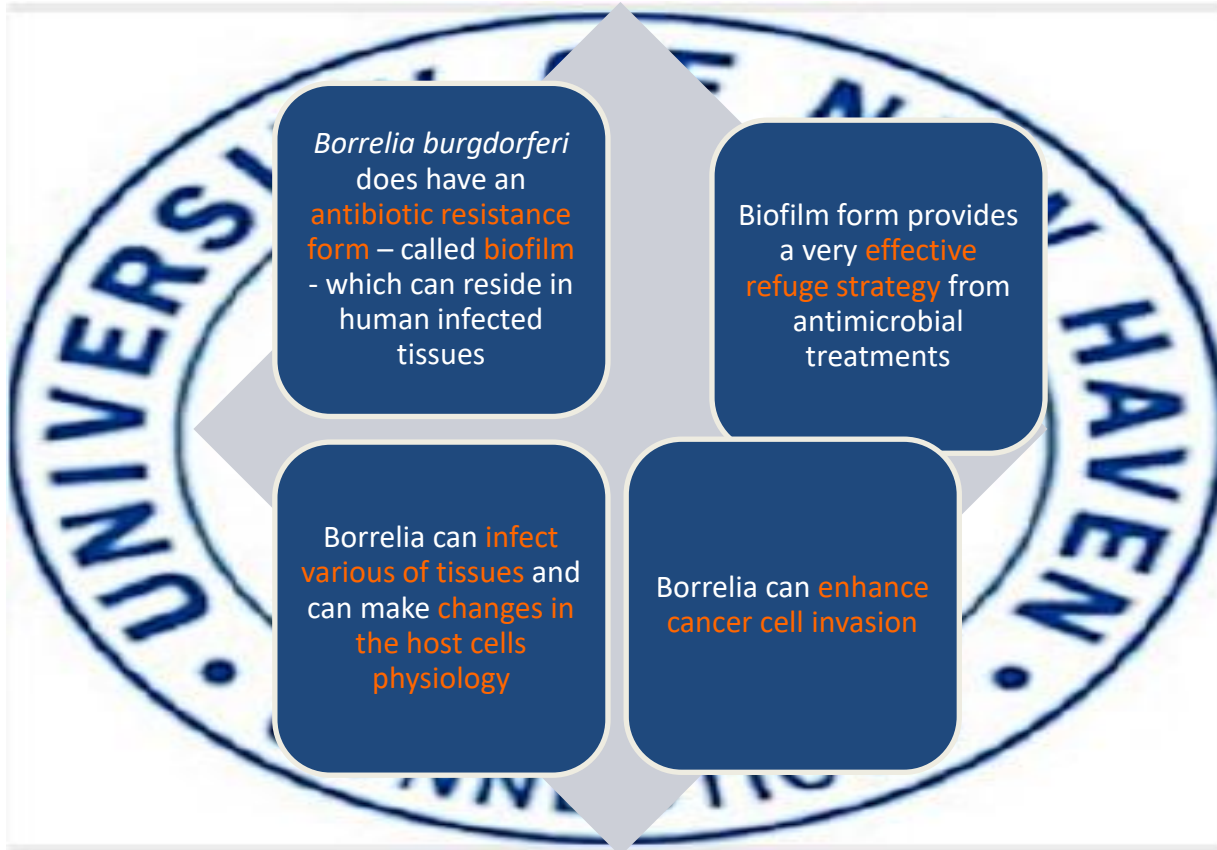 Borrelia burgdorferi
does have an
antibiotic resistance
form – called biofilm
- which can reside in
human infected
tissues
Biofilm form provides
a very effective
refuge strategy from
antimicrobial
treatments
Borrelia can infect
various of tissues and
can make changes in
the host cells
physiology
Borrelia can enhance
cancer cell invasion
HAVEN